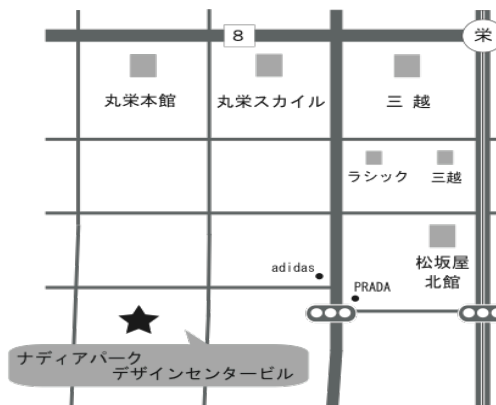 8
栄
丸栄本館
丸栄スカイル
三 越
ラシック
三越
松坂屋
北館
adidas
PRADA
ナディアパーク
デザインセンタービル